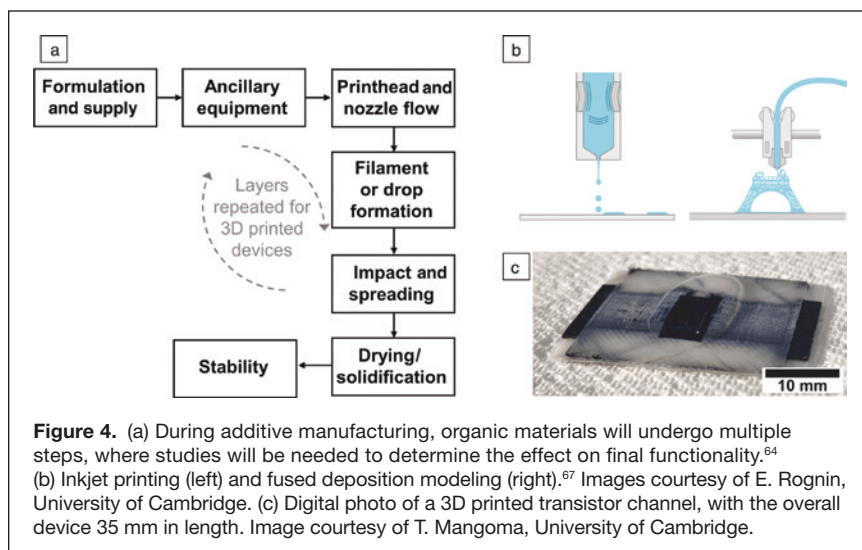 a
Formulation
and supply
Ancillary
equipment
Printhead and
nozzle flow
Filament
or drop
formation
Layers
repeated for
3D printed
devices
Impact and
spreading
Drying/
solidification
Stability
b
c
10 mm
Figure 4. (a) During additive manufacturing, organic materials will undergo multiple
steps, where studies will be needed to determine the effect on final functionality.64
(b) Inkjet printing (left) and fused deposition modeling (right).67 Images courtesy of E. Rognin,
University of Cambridge. (c) Digital photo of a 3D printed transistor channel, with the overall
device 35 mm in length. Image courtesy of T. Mangoma, University of Cambridge.